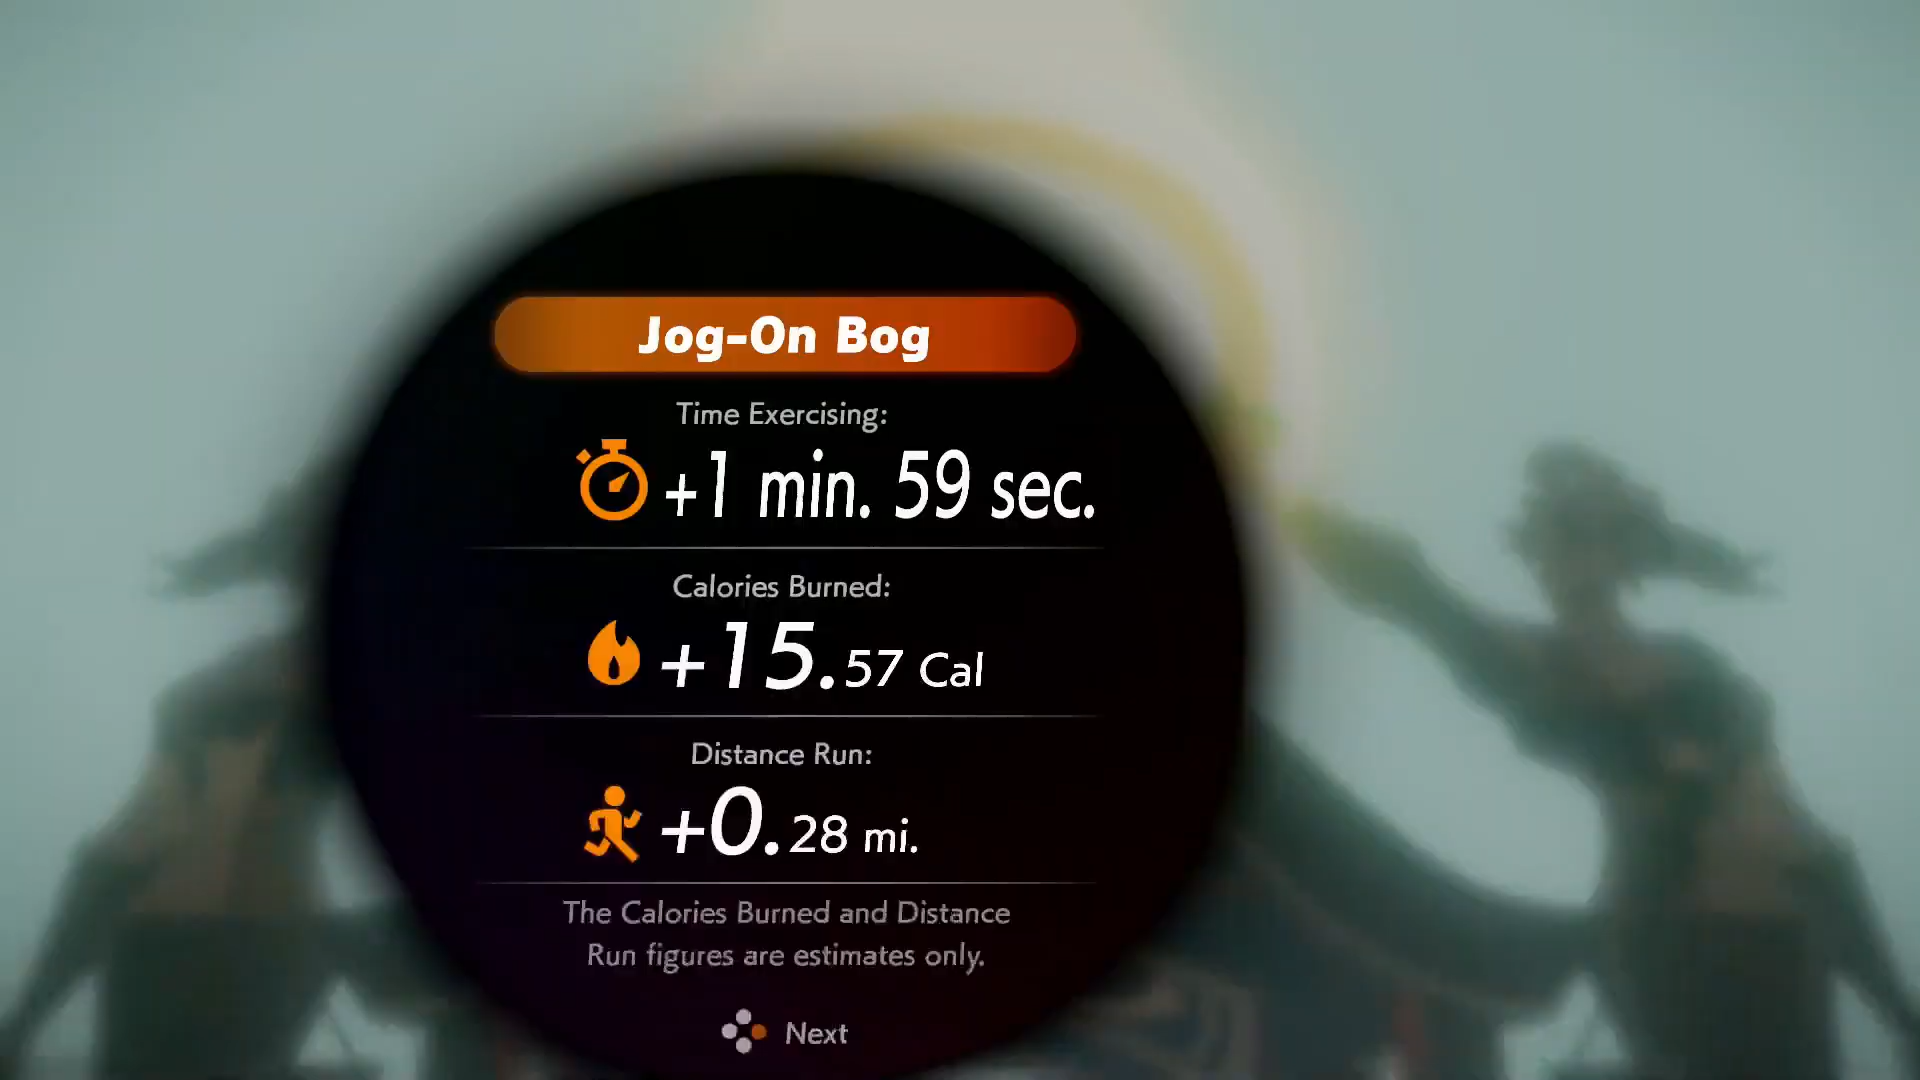 Jog-On Bog
Time Exercising:
+1 min. 59 sec.
Calories Burned:
+15.57 Cal
Distance Run:
+0.28 mi.
The Calories Burned and Distance
Run figures are estimates only.
Next